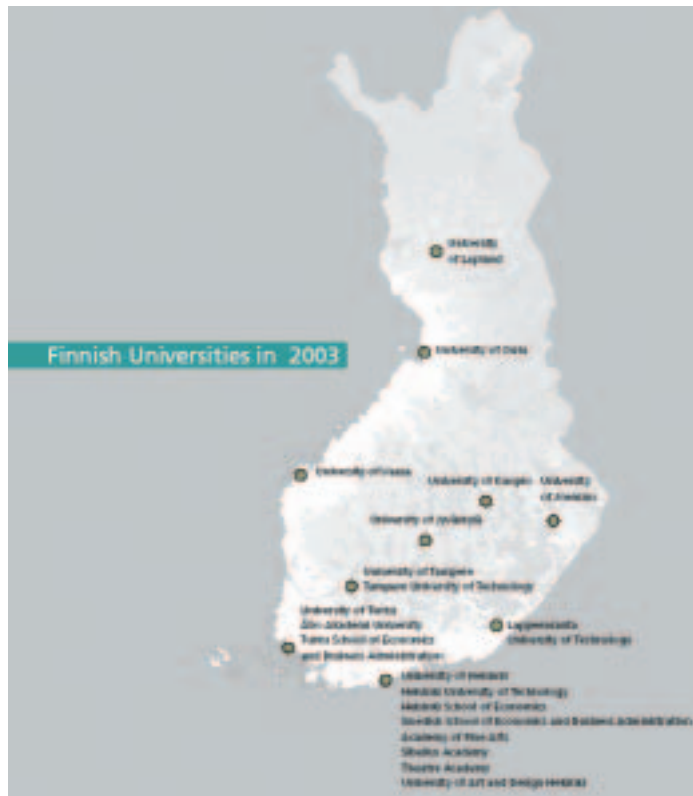 University
of Lapland
Finnish Universities in 2003
University of Oulu
University of Vaasa
University of Kuopio
University
of Joensuu
University of Jyväskylä
University of Tampere
Tampere University of Technology
University of Turku
Åbo Akademi University
Turku School of Economics
and Business Administration
Lappeenranta
University of Technology
University of Helsinki
Helsinki University of Technology
Helsinki School of Economics
Swedish School of Economics and Business Administration
Academy of Fine Arts
Sibelius Academy
Theatre Academy
University of Art and Design Helsinki